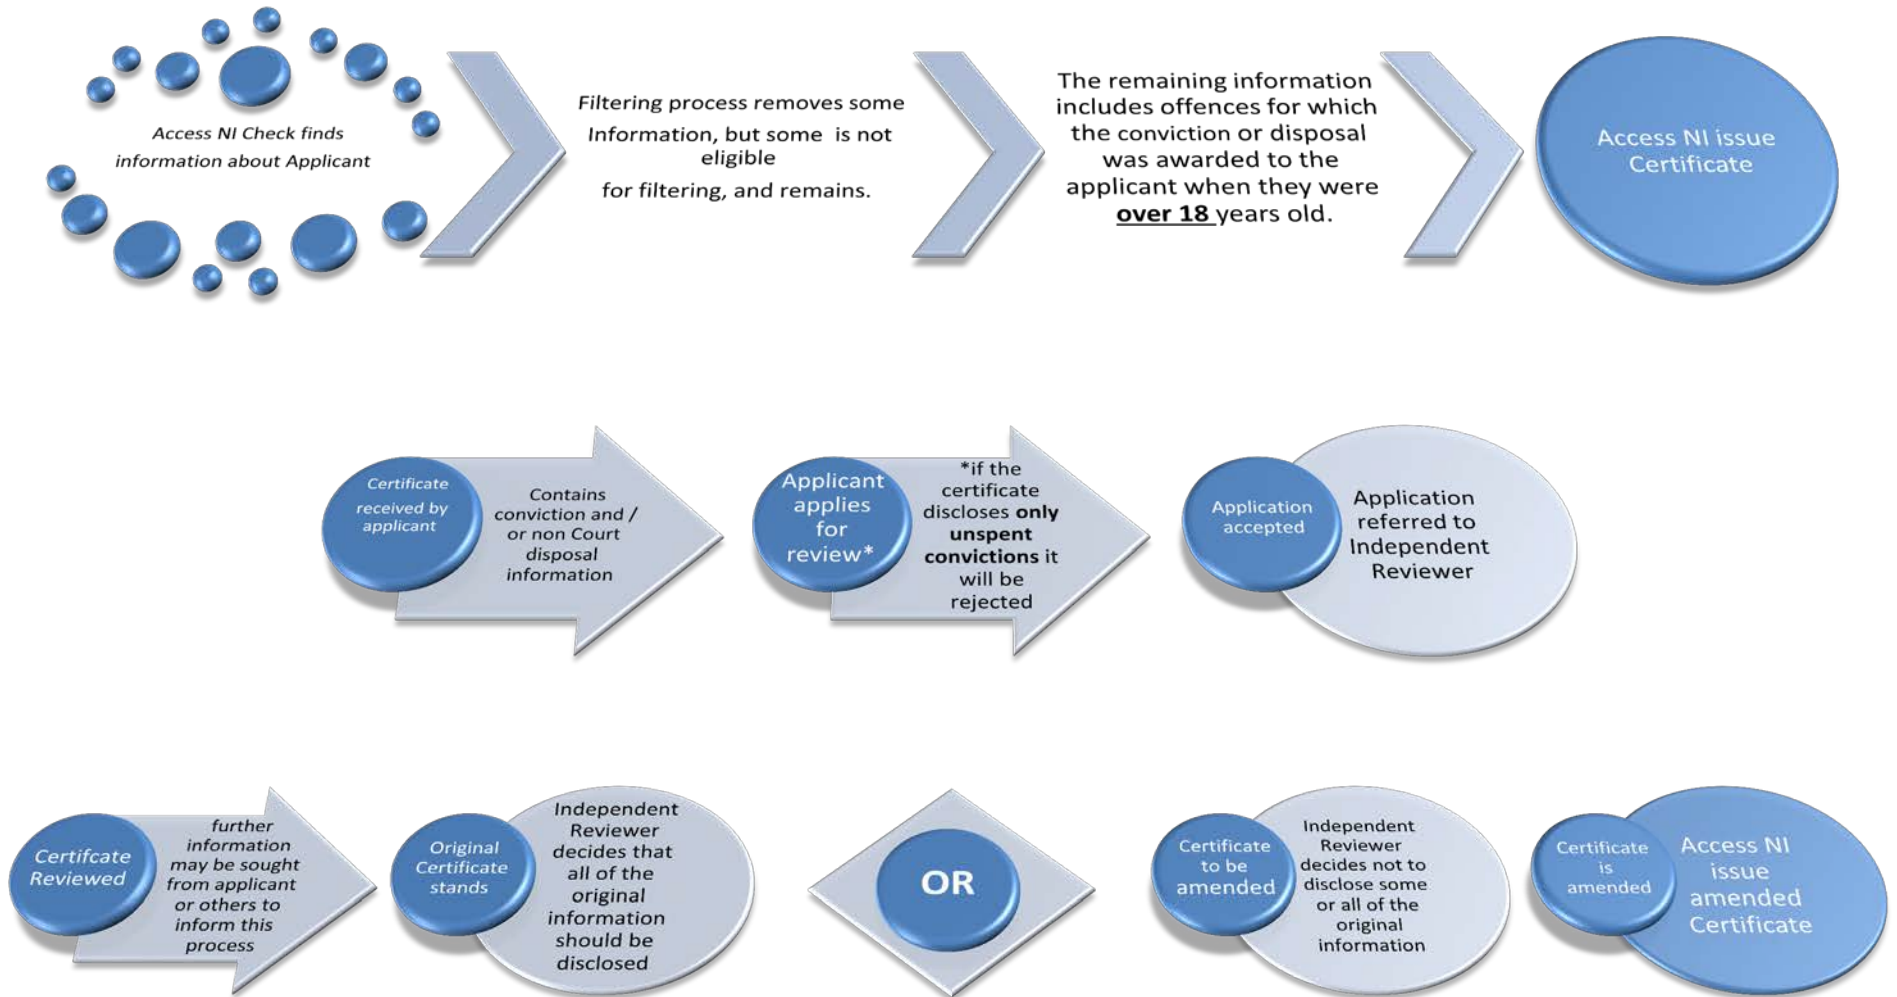 Access NI Check finds
information about Applicant
Filtering process removes some
Information, but some is not
eligible
for filtering, and remains.
The remaining information
includes offences for which
the conviction or disposal
was awarded to the
applicant when they were
over 18 years old.
Access NI issue
Certificate
Certificate
received by
applicant
Contains
conviction and /
or non Court
disposal
information
Applicant
applies
for
review*
*if the
certificate
discloses only
unspent
convictions it
will be
rejected
Application
accepted
Application
referred to
Independent
Reviewer
Certifcate
Reviewed
further
information
may be sought
from applicant
or others to
inform this
process
Original
Certificate
stands
Independent
Reviewer
decides that
all of the
original
information
should be
disclosed
OR
Certificate
to be
amended
Independent
Reviewer
decides not to
disclose some
or all of the
original
information
Certificate
is
amended
Access NI
issue
amended
Certificate